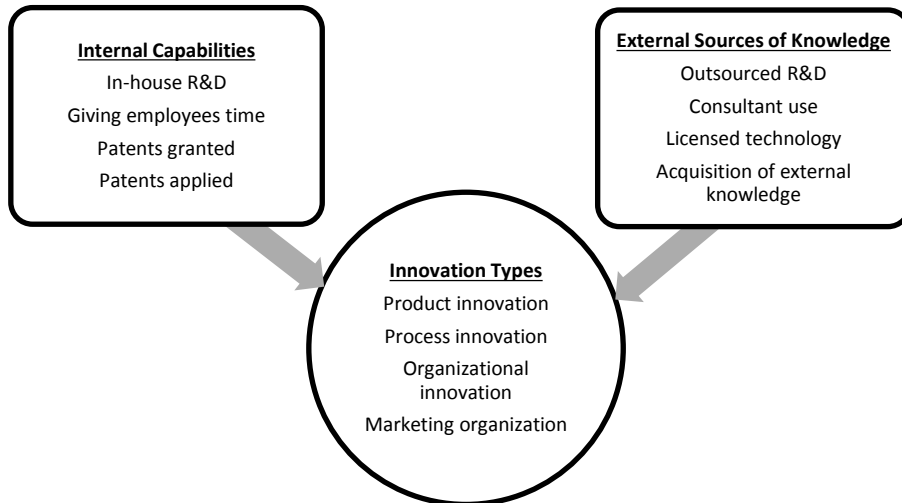 Internal Capabilities
In-house R&D
Giving employees time
Patents granted
Patents applied
External Sources of Knowledge
Outsourced R&D
Consultant use
Licensed technology
Acquisition of external
knowledge
Innovation Types
Product innovation
Process innovation
Organizational
innovation
Marketing organization